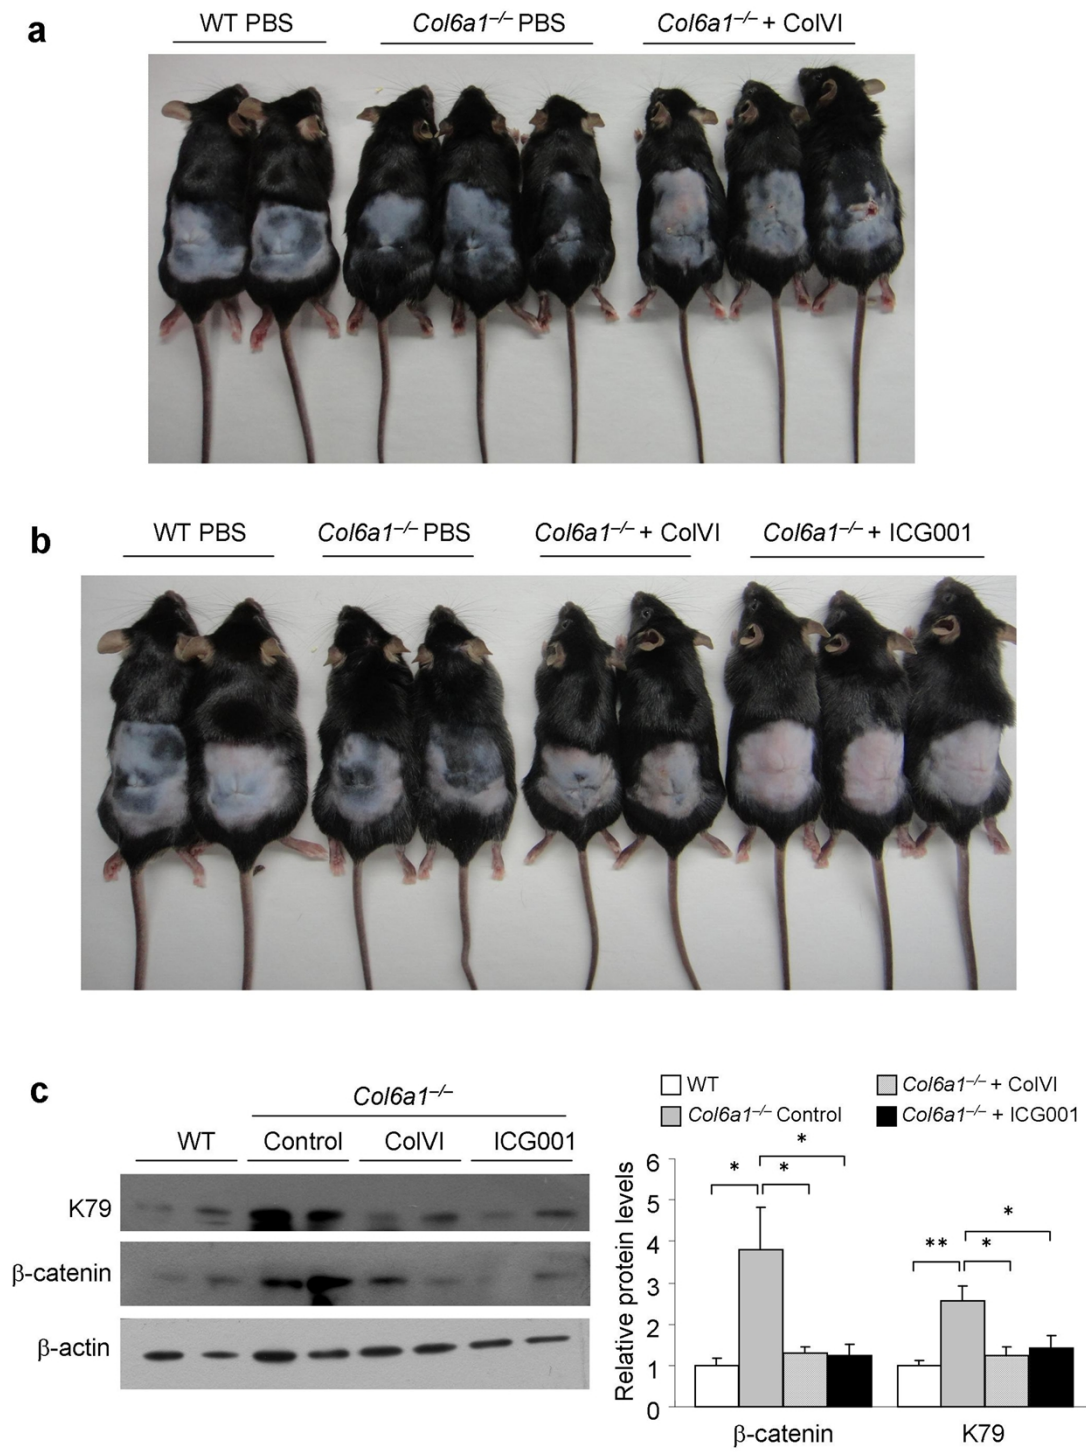 a
WT PBS
Col6a1–/– PBS
Col6a1–/– + ColVI
b
WT PBS
Col6a1–/– PBS
Col6a1–/– + ColVI
Col6a1–/– + ICG001
c
Col6a1–/–
WT
Control
ColVI
ICG001
K79
β-catenin
β-actin
WT
Col6a1–/– + ColVI
Col6a1–/– Control
Col6a1–/– + ICG001
Relative protein levels
6
5
4
3
2
1
0
*
*
*
**
*
*
β-catenin
K79